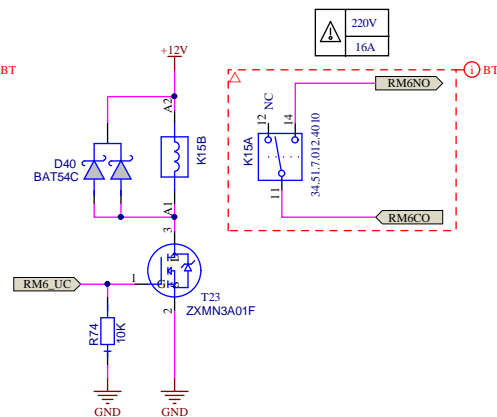 220V
16A
+12V
BT
i
BT
RM6NO
A2
12
NC
14
D40
BAT54C
K15B
K15A
34.51.7.012.4010
11
RM6CO
A1
3
RM6_UC
1
G
T23
ZXMN3A01F
2
R74
10K
GND
GND